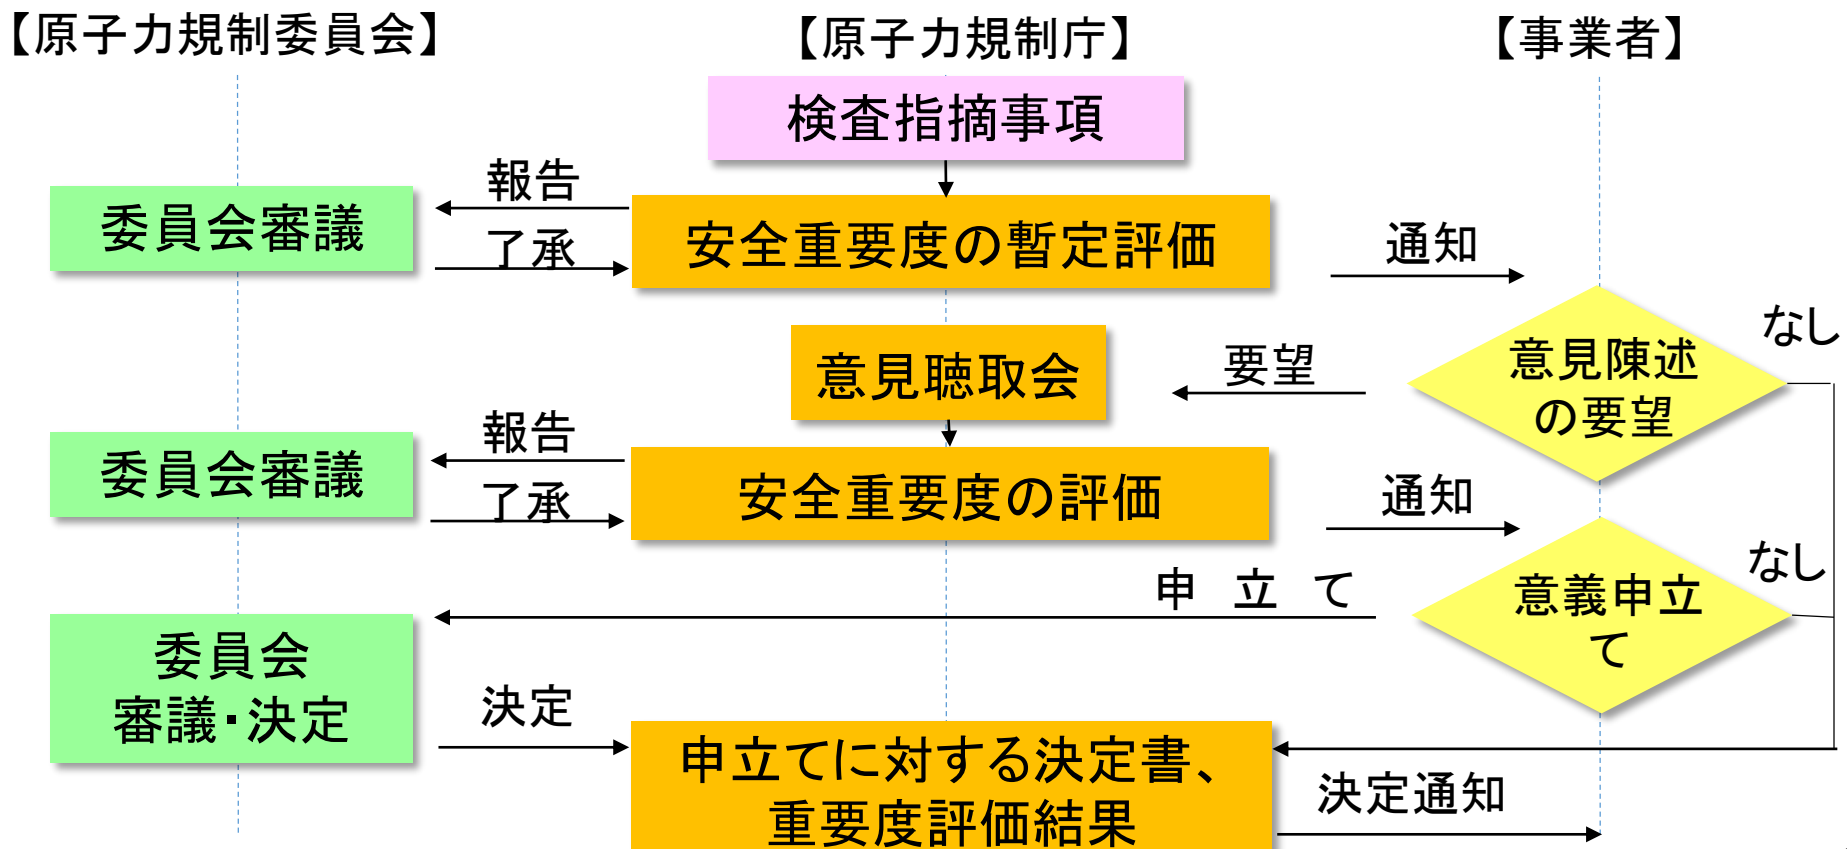 【原子力規制委員会】
【原子力規制庁】
【事業者】
検査指摘事項
報告
委員会審議
了承
安全重要度の暫定評価
通知
なし
意見聴取会
要望
意見陳述
の要望
報告
委員会審議
了承
安全重要度の評価
通知
なし
申 立 て
意義申立
て
委員会
審議・決定
決定
申立てに対する決定書、
重要度評価結果
決定通知